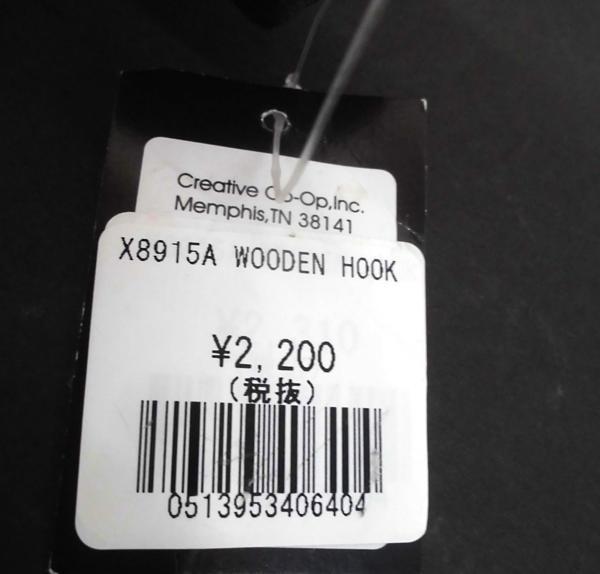 Creative Co-Op,Inc.
Memphis,TN 38141
X8915A WOODEN HOOK
¥2,200
(税抜)
0513953406404